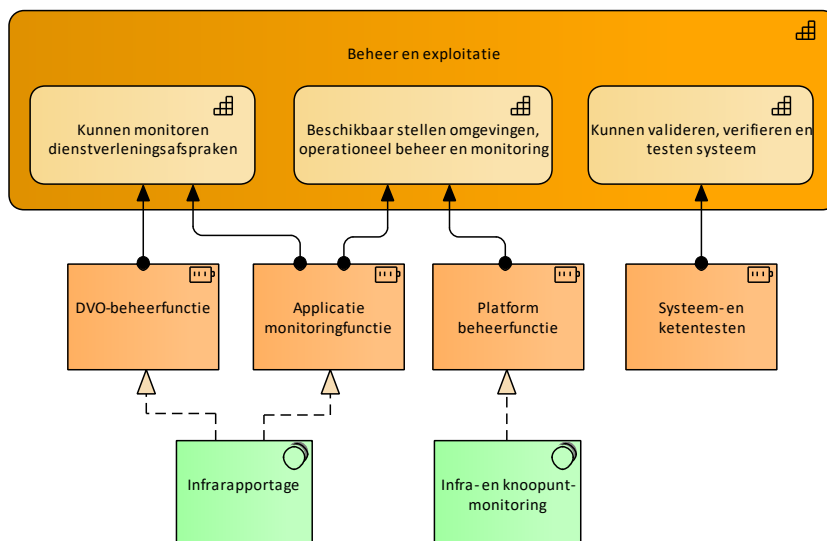 Beheer en exploitatie
Kunnen monitoren
dienstverleningsafspraken
Beschikbaar stellen omgevingen,
operationeel beheer en monitoring
Kunnen valideren, verifieren en
testen systeem
DVO-beheerfunctie
Applicatie
monitoringfunctie
Platform
beheerfunctie
Systeem- en
ketentesten
Infrarapportage
Infra- en knoopunt-
monitoring